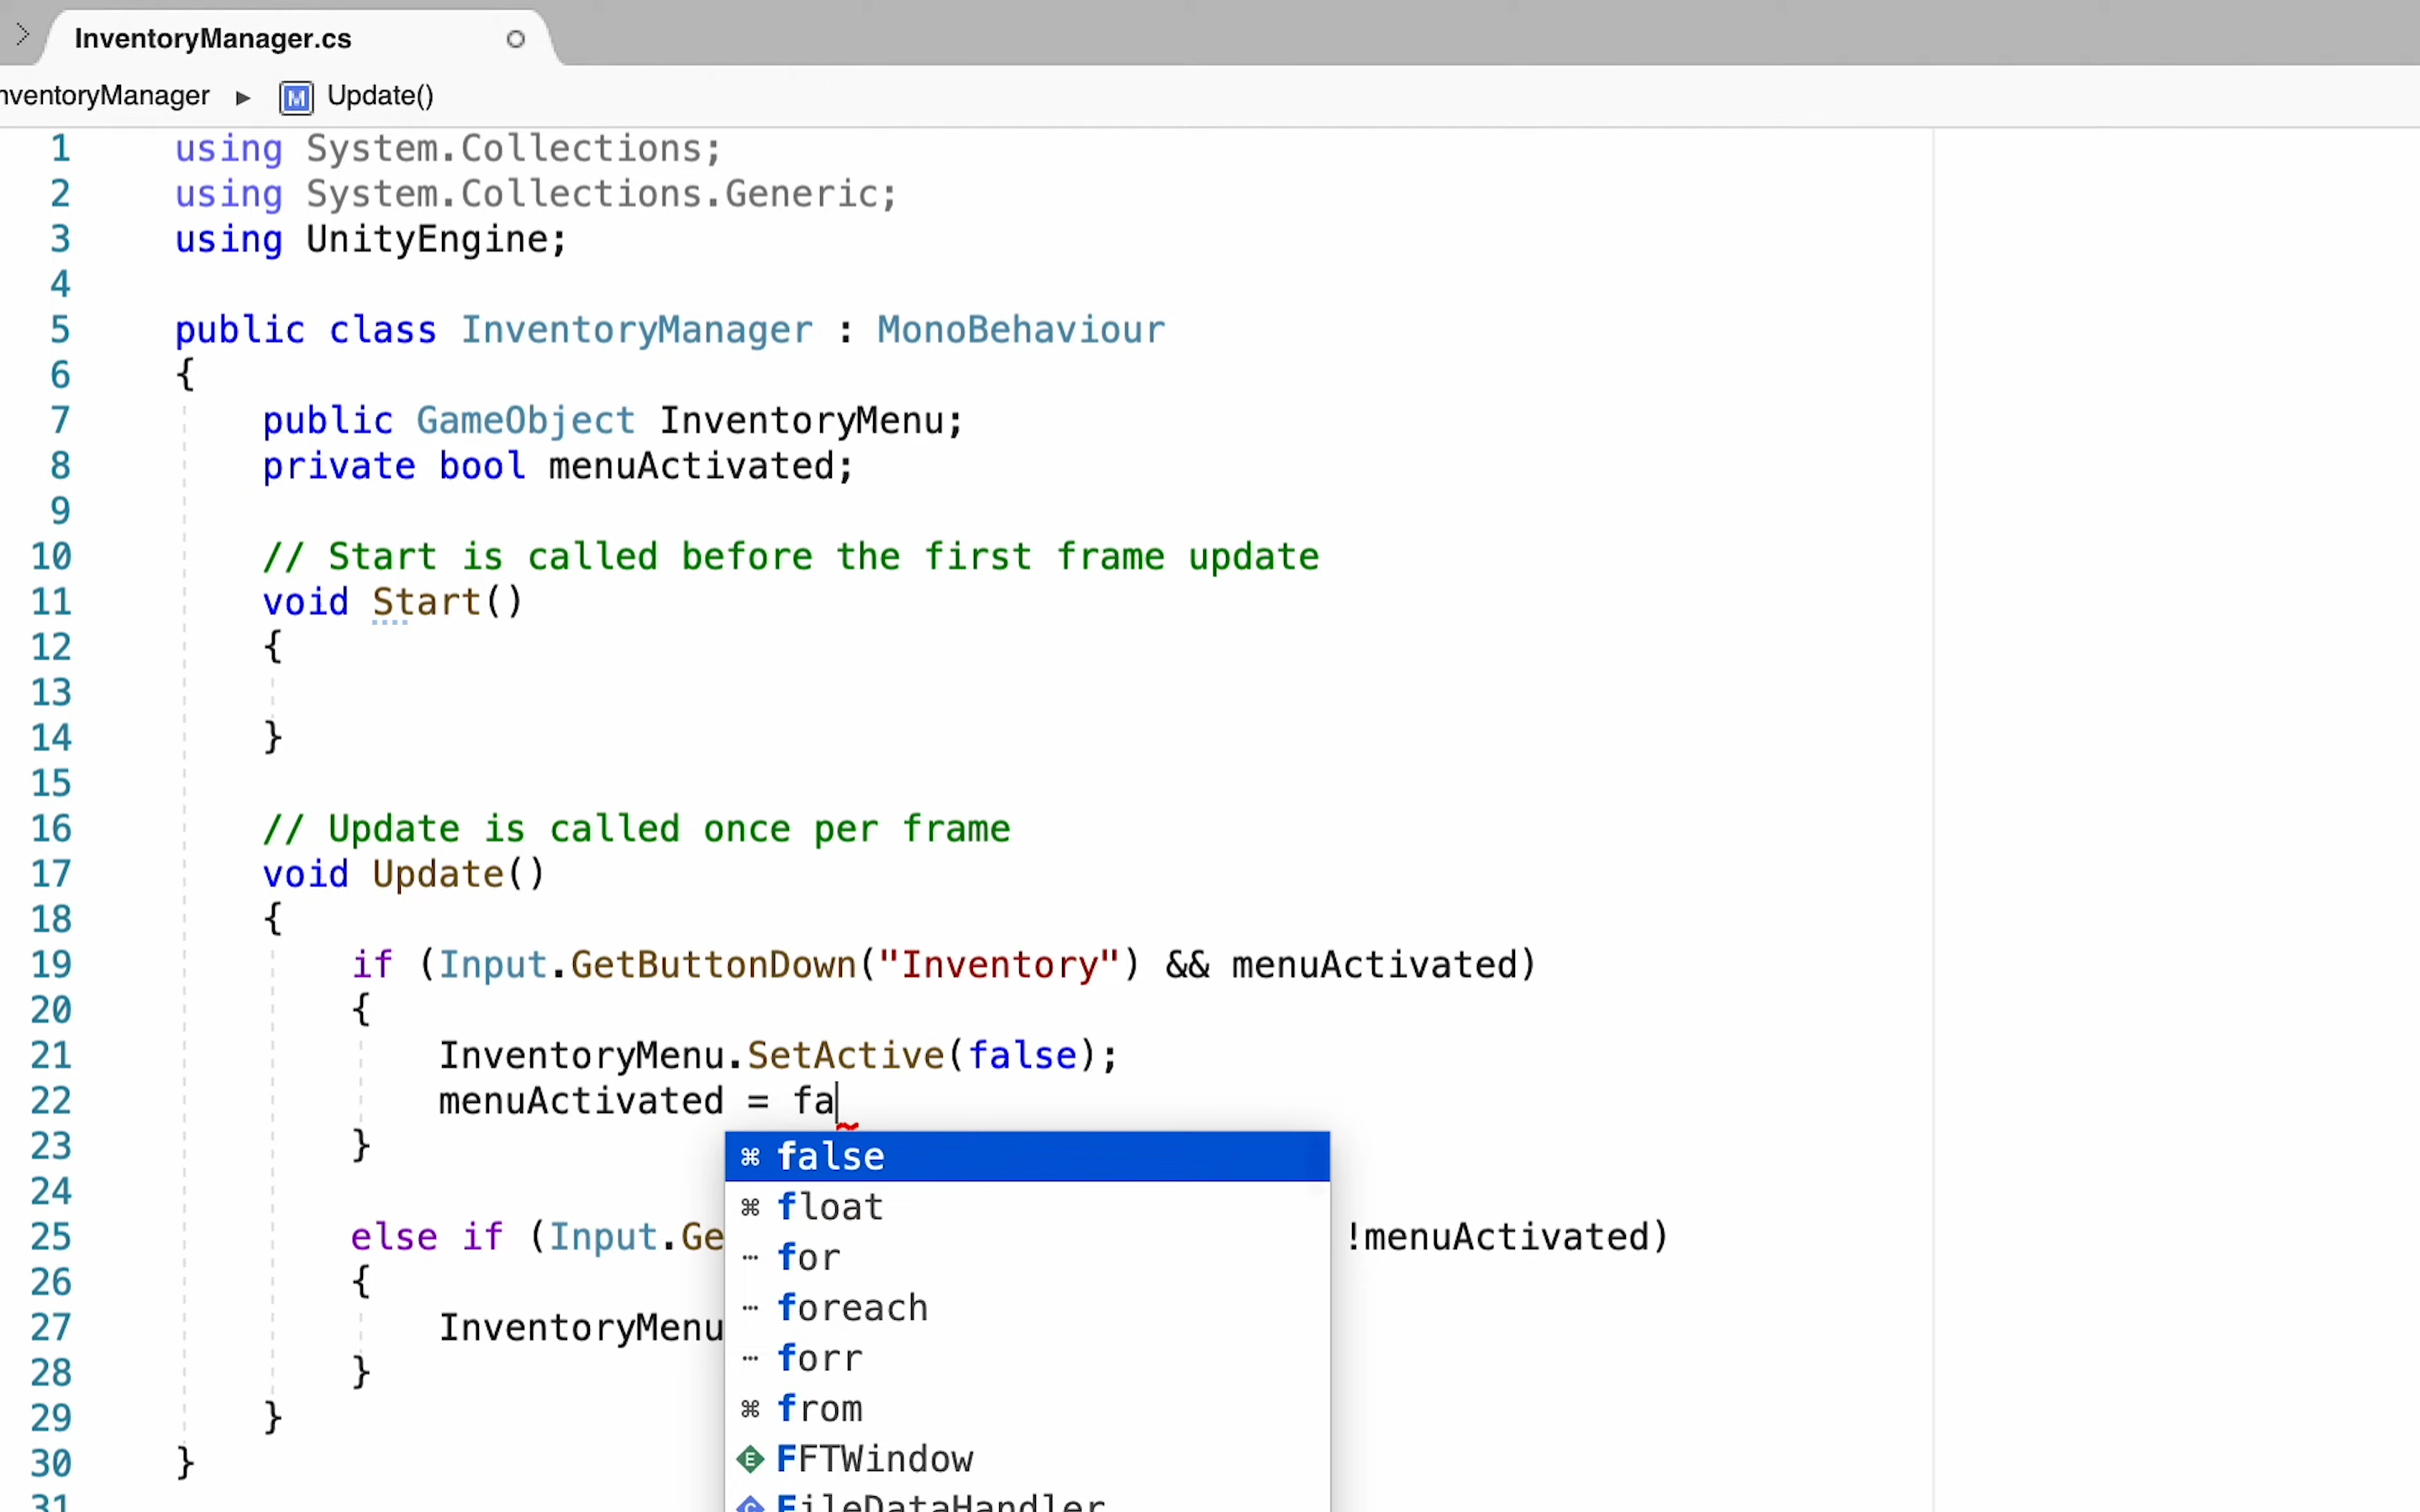 InventoryManager.cs
nventoryManager ▶ M Update()
1 using System.Collections;
2 using System.Collections.Generic;
3 using UnityEngine;
4
5 public class InventoryManager : MonoBehaviour
6 {
7 public GameObject InventoryMenu;
8 private bool menuActivated;
9
10 // Start is called before the first frame update
11 void Start()
12 {
13
14 }
15
16 // Update is called once per frame
17 void Update()
18 {
19 if (Input.GetButtonDown("Inventory") && menuActivated)
20 {
21 InventoryMenu.SetActive(false);
22 menuActivated = fa
23 }
false
24
float
25 else if (Input.Ge !menuActivated)
for
26 {
foreach
27 InventoryMenu
forr
28 }
from
29 }
FFTWindow
30 }
FileDataHandler
31